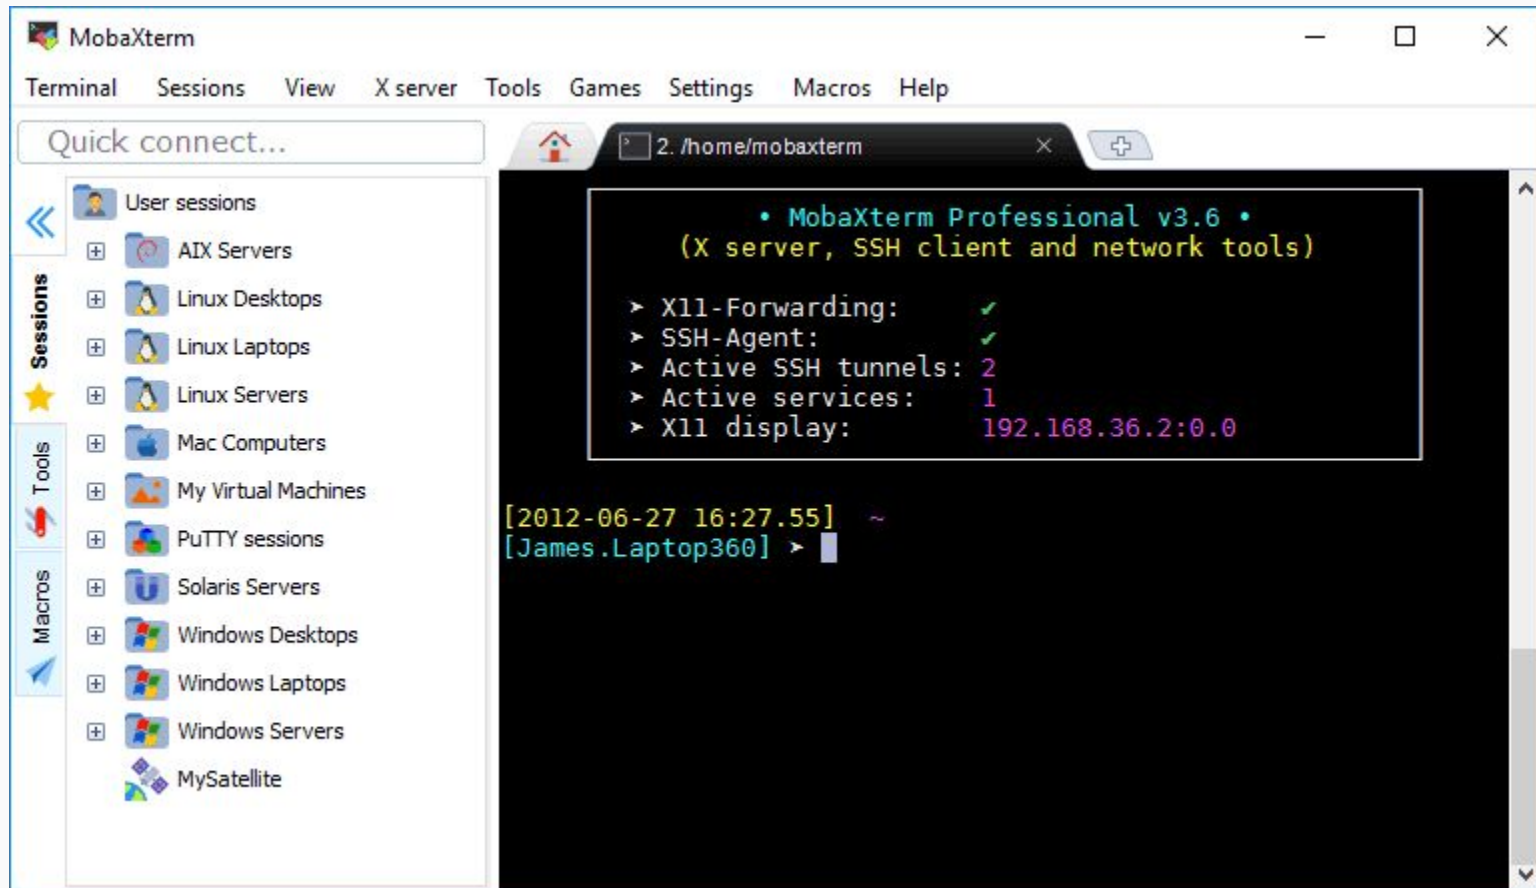 MobaXterm
Terminal Sessions View X server Tools Games Settings Macros Help
Quick connect...
2. /home/mobaxterm
Sessions
Tools
Macros
User sessions
AIX Servers
Linux Desktops
Linux Laptops
Linux Servers
Mac Computers
My Virtual Machines
PuTTY sessions
Solaris Servers
Windows Desktops
Windows Laptops
Windows Servers
MySatellite
• MobaXterm Professional v3.6 •
(X server, SSH client and network tools)
➤ X11-Forwarding: ✔
➤ SSH-Agent: ✔
➤ Active SSH tunnels: 2
➤ Active services: 1
➤ X11 display: 192.168.36.2:0.0
[2012-06-27 16:27.55] ~
[James.Laptop360] ➤